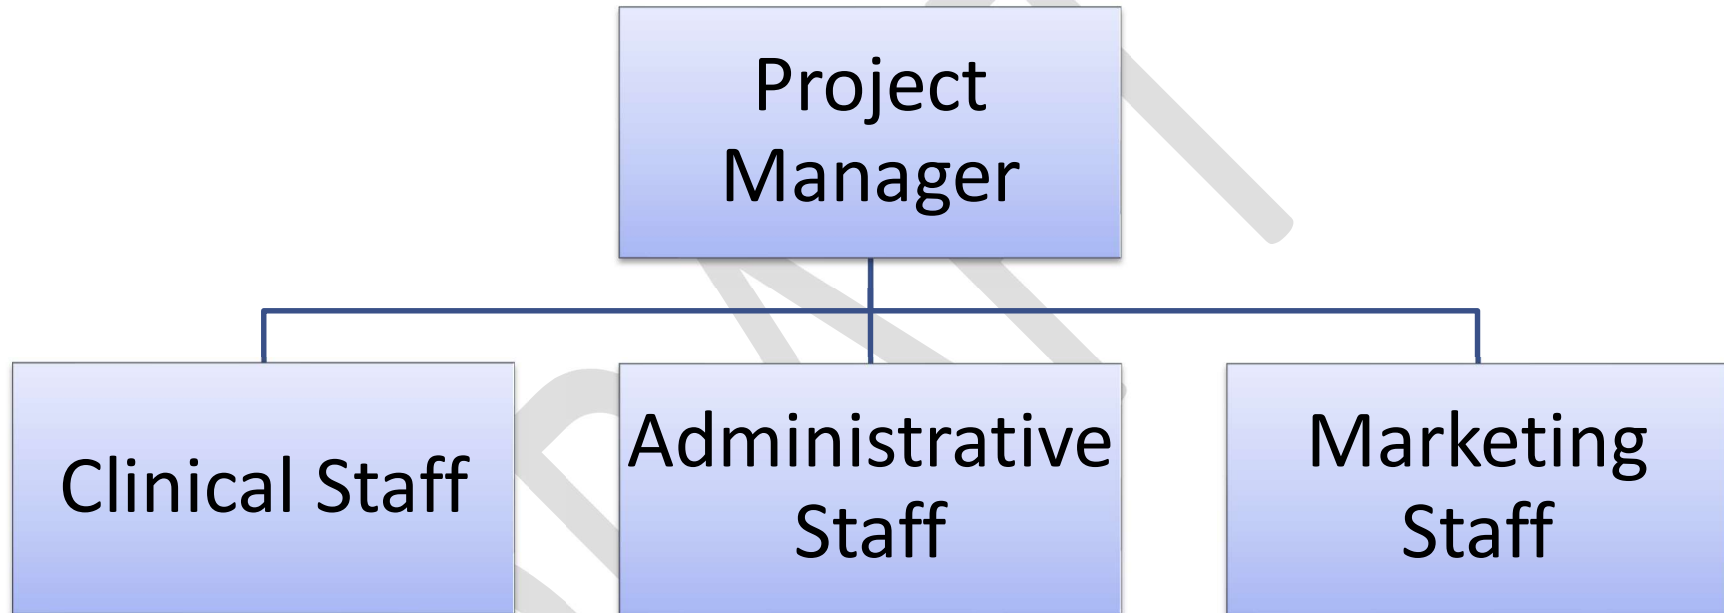 Project
Manager
Clinical Staff
Administrative
Staff
Marketing
Staff